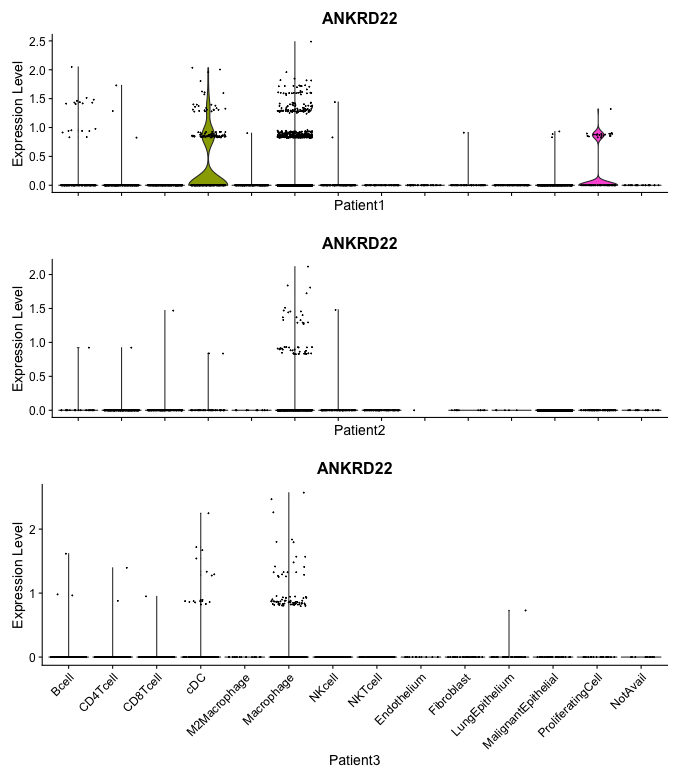 ANKRD22
Expression Level
2.5
2.0
1.5
1.0
0.5
0.0
Patient1
ANKRD22
Expression Level
2.0
1.5
1.0
0.5
0.0
Patient2
ANKRD22
Expression Level
2
1
0
Bcell
CD4Tcell
CD8Tcell
cDC
M2Macrophage
Macrophage
NKcell
NKTcell
Endothelium
Fibroblast
LungEpithelium
MalignantEpithelial
ProliferatingCell
NotAvail
Patient3